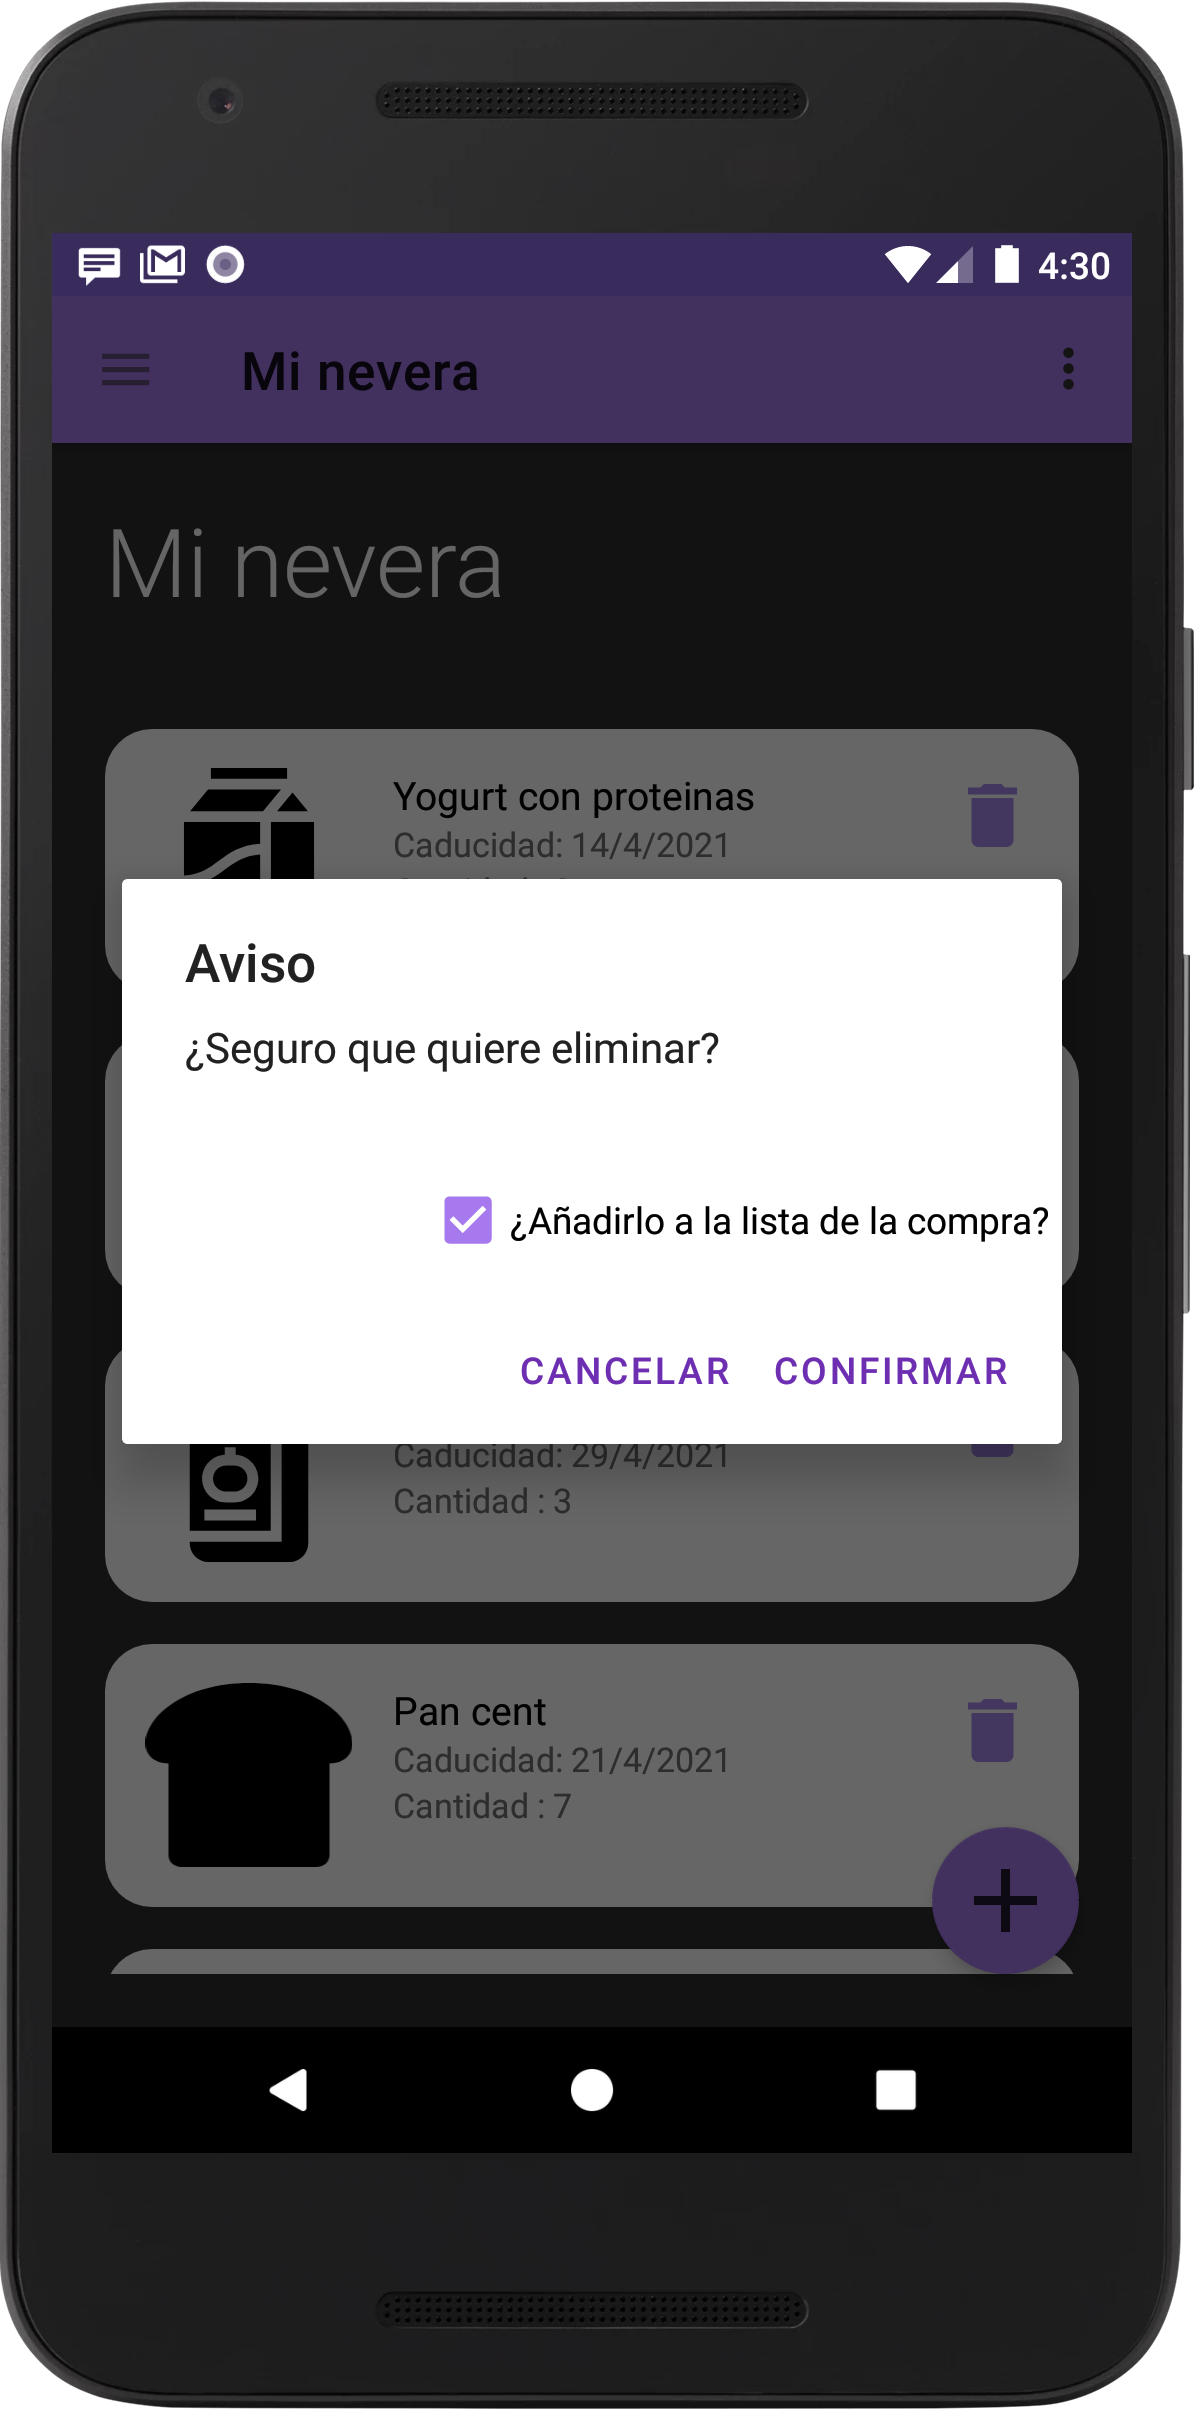 4:30
Mi nevera
Mi nevera
Yogurt con proteinas
Caducidad: 14/4/2021
Aviso
¿Seguro que quiere eliminar?
¿Añadirlo a la lista de la compra?
CANCELAR CONFIRMAR
Caducidad: 29/4/2021
Cantidad : 3
Pan cent
Caducidad: 21/4/2021
Cantidad : 7